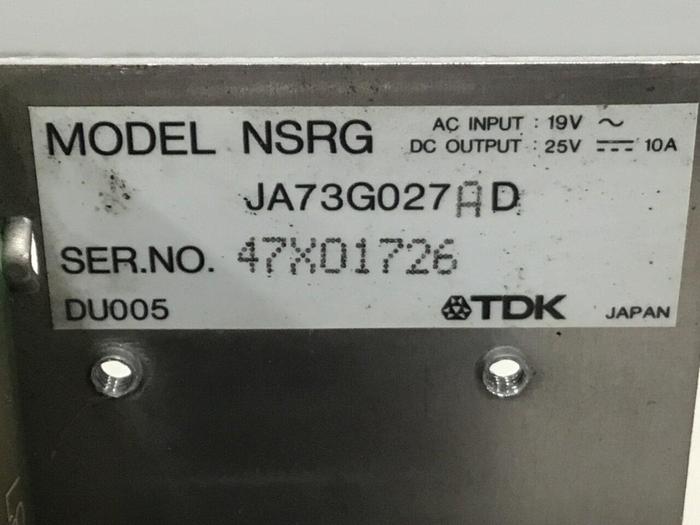 MODEL NSRG
AC INPUT : 19V ~
DC OUTPUT : 25V ⎓ 10A
JA73G027AD
SER.NO. 47X01726
DU005
TDK JAPAN